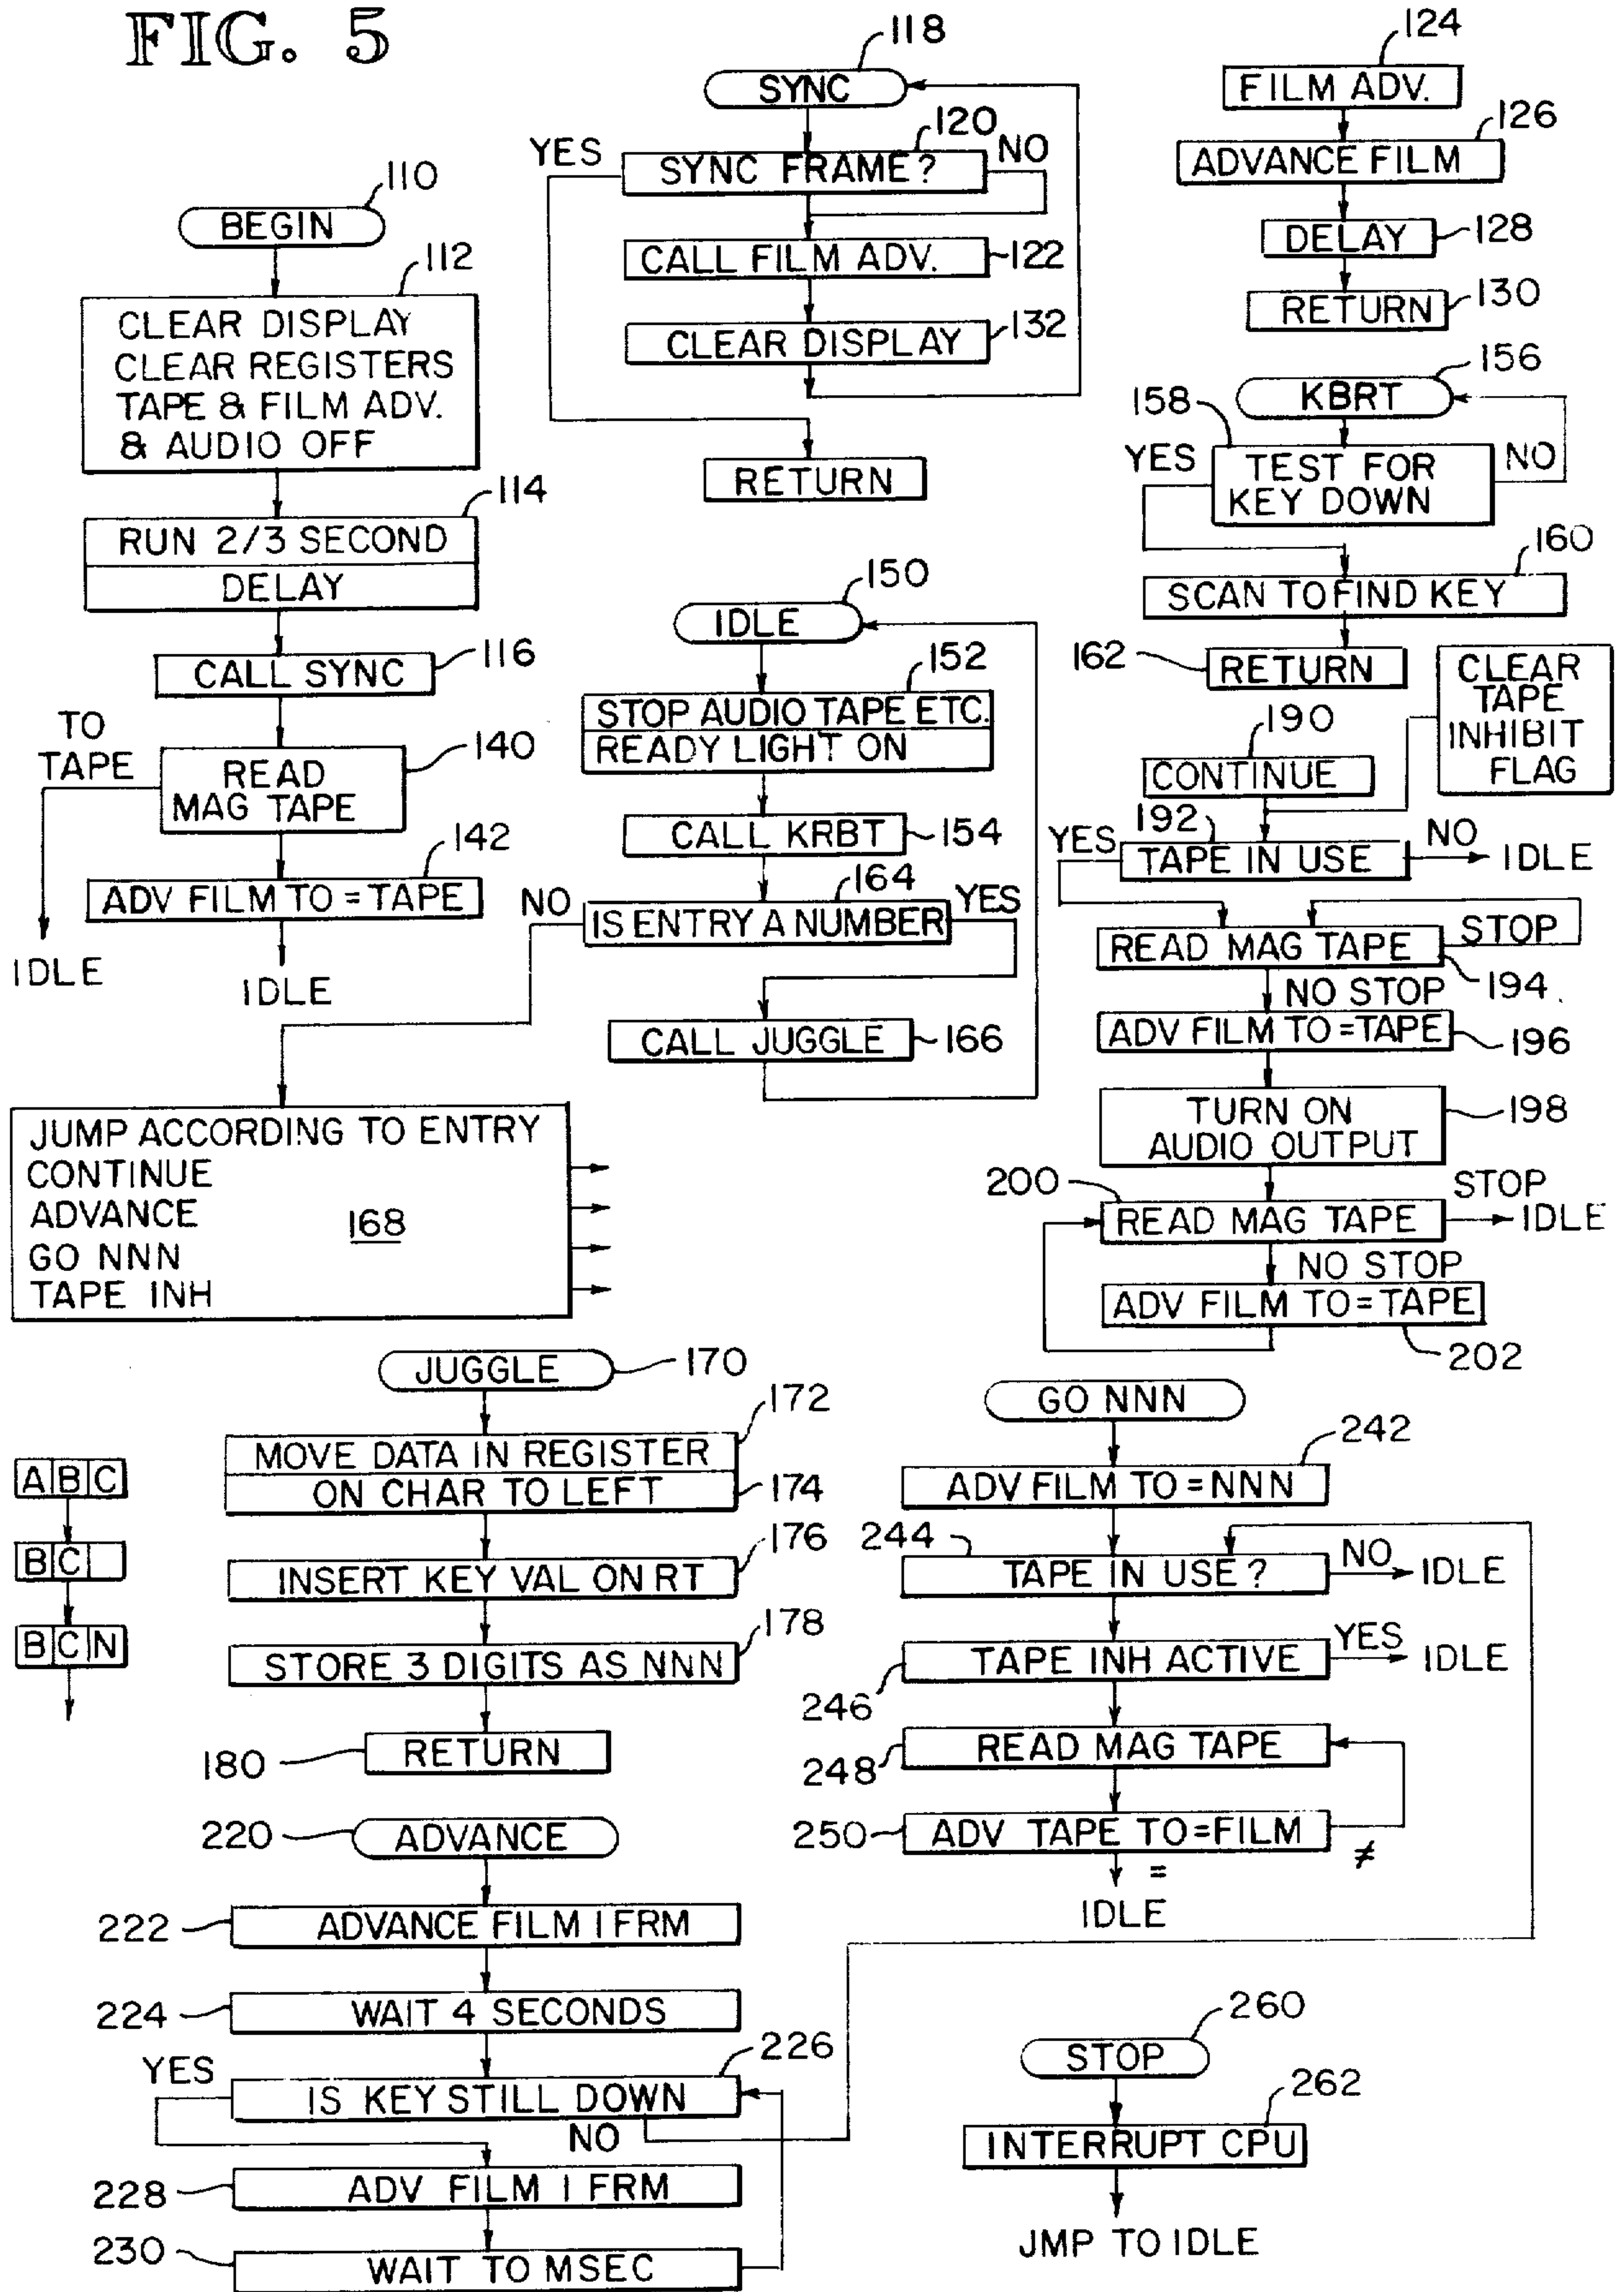 FIG. 5
BEGIN
110
CLEAR DISPLAY
CLEAR REGISTERS
TAPE & FILM ADV.
& AUDIO OFF
112
RUN 2/3 SECOND
DELAY
114
CALL SYNC
116
TO
TAPE
READ
MAG TAPE
140
ADV FILM TO = TAPE
142
IDLE
IDLE
SYNC
118
YES
SYNC FRAME?
120
NO
CALL FILM ADV.
122
CLEAR DISPLAY
132
RETURN
FILM ADV.
124
ADVANCE FILM
126
DELAY
128
RETURN
130
IDLE
150
STOP AUDIO TAPE ETC.
READY LIGHT ON
152
CALL KRBT
154
NO
IS ENTRY A NUMBER
164
YES
CALL JUGGLE
166
JUMP ACCORDING TO ENTRY
CONTINUE
ADVANCE
GO NNN
TAPE INH
168
KBRT
156
158
YES
TEST FOR
KEY DOWN
NO
SCAN TO FIND KEY
160
162
RETURN
CLEAR
TAPE
INHIBIT
FLAG
190
CONTINUE
192
YES
TAPE IN USE
NO
IDLE
READ MAG TAPE
STOP
194
NO STOP
ADV FILM TO = TAPE
196
TURN ON
AUDIO OUTPUT
198
200
READ MAG TAPE
STOP
IDLE
NO STOP
ADV FILM TO = TAPE
202
JUGGLE
170
MOVE DATA IN REGISTER
172
ON CHAR TO LEFT
174
INSERT KEY VAL ON RT
176
STORE 3 DIGITS AS NNN
178
RETURN
180
A B C
B C
B C N
GO NNN
ADV FILM TO = NNN
242
244
TAPE IN USE?
NO
IDLE
TAPE INH ACTIVE
YES
IDLE
246
READ MAG TAPE
248
250
ADV TAPE TO = FILM
≠
=
IDLE
220
ADVANCE
222
ADVANCE FILM 1 FRM
224
WAIT 4 SECONDS
226
YES
IS KEY STILL DOWN
NO
228
ADV FILM 1 FRM
230
WAIT TO MSEC
STOP
260
INTERRUPT CPU
262
JMP TO IDLE